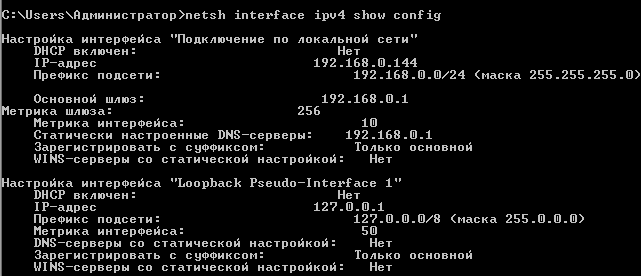 C:\Users\Администратор>netsh interface ipv4 show config
Настройка интерфейса "Подключение по локальной сети"
DHCP включен: Нет
IP-адрес 192.168.0.144
Префикс подсети: 192.168.0.0/24 (маска 255.255.255.0)
Основной шлюз: 192.168.0.1
Метрика шлюза: 256
Метрика интерфейса: 10
Статически настроенные DNS-серверы: 192.168.0.1
Зарегистрировать с суффиксом: Только основной
WINS-серверы со статической настройкой: Нет
Настройка интерфейса "Loopback Pseudo-Interface 1"
DHCP включен: Нет
IP-адрес 127.0.0.1
Префикс подсети: 127.0.0.0/8 (маска 255.0.0.0)
Метрика интерфейса: 50
DNS-серверы со статической настройкой: Нет
Зарегистрировать с суффиксом: Только основной
WINS-серверы со статической настройкой: Нет